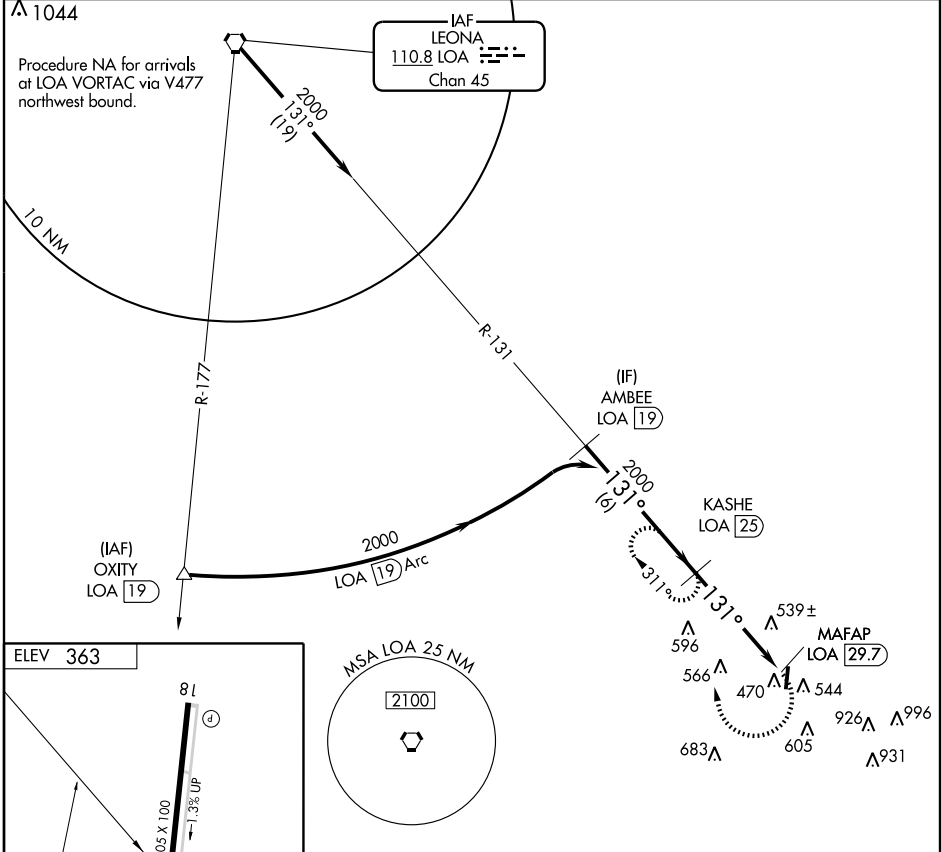 1044
Procedure NA for arrivals
at LOA VORTAC via V477
northwest bound.
IAF
LEONA
110.8 LOA
Chan 45
2000
131°
(19)
10 NM
R-177
R-131
(IF)
AMBEE
LOA 19
2000
131°
(6)
KASHE
LOA 25
(IAF)
OXITY
LOA 19
2000
LOA 19 Arc
311°
131°
539±
596
MAFAP
LOA 29.7
566
470
544
926
996
605
683
931
ELEV 363
18
P
05 X 100
1.3% UP
MSA LOA 25 NM
2100